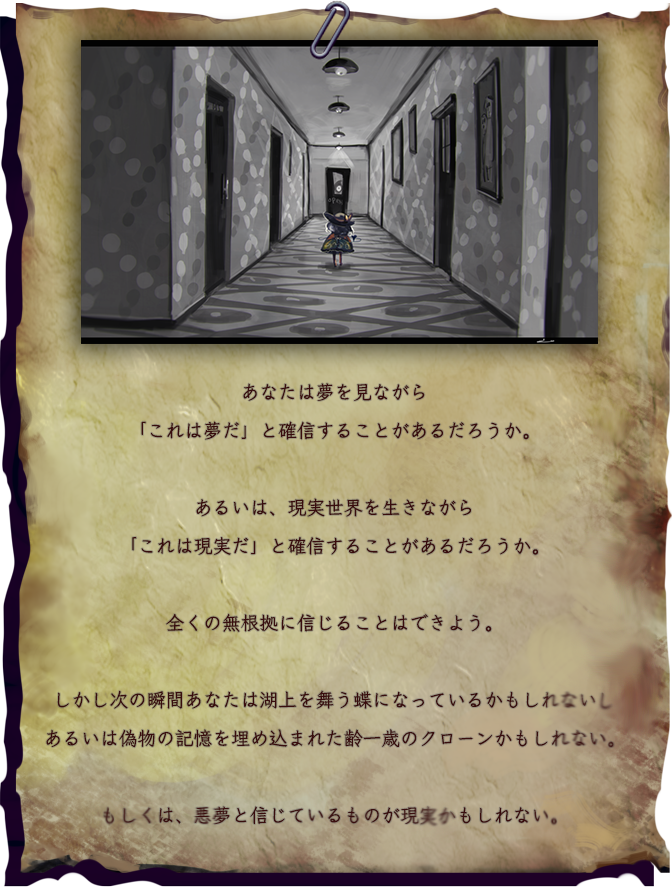 あなたは夢を見ながら
「これは夢だ」と確信することがあるだろうか。
あるいは、現実世界を生きながら
「これは現実だ」と確信することがあるだろうか。
全くの無根拠に信じることはできよう。
しかし次の瞬間あなたは湖上を舞う蝶になっているかもしれないし
あるいは偽物の記憶を埋め込まれた齢一歳のクローンかもしれない。
もしくは、悪夢と信じているものが現実かもしれない。